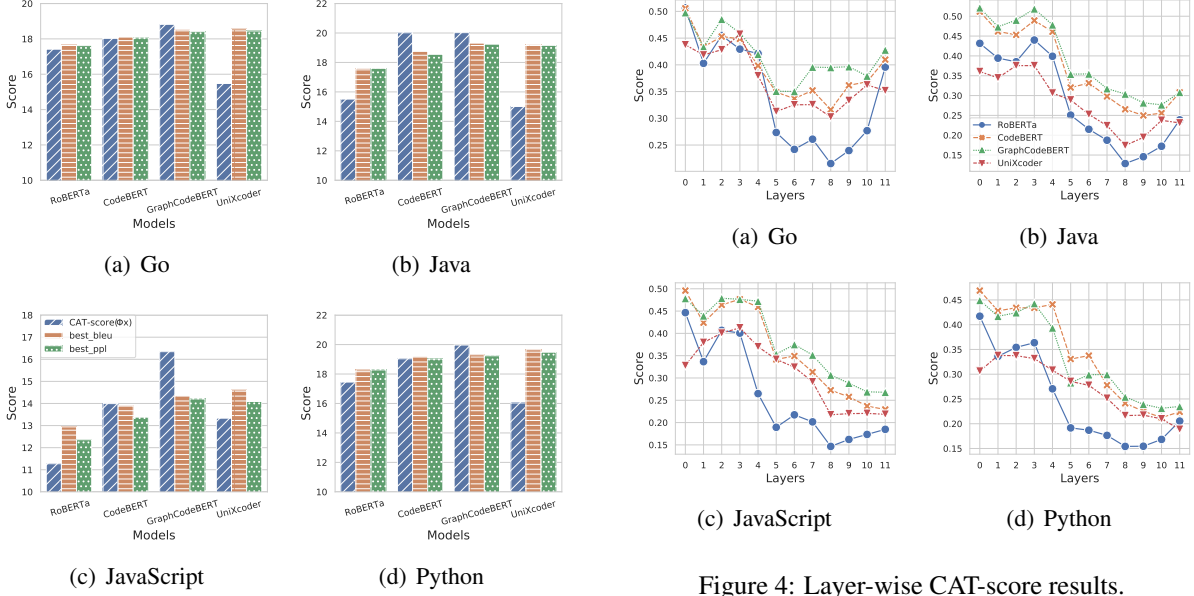 20
18
16
14
12
10
Score
RoBERTa
CodeBERT
GraphCodeBERT
UniXcoder
Models
(a) Go
22
20
18
16
14
12
10
Score
RoBERTa
CodeBERT
GraphCodeBERT
UniXcoder
Models
(b) Java
18
17
16
15
14
13
12
11
10
Score
CAT-score(Φx)
best_bleu
best_ppl
RoBERTa
CodeBERT
GraphCodeBERT
UniXcoder
Models
(c) JavaScript
22
20
18
16
14
12
10
Score
RoBERTa
CodeBERT
GraphCodeBERT
UniXcoder
Models
(d) Python
0.50
0.45
0.40
0.35
0.30
0.25
Score
0 1 2 3 4 5 6 7 8 9 10 11
Layers
(a) Go
0.50
0.45
0.40
0.35
0.30
0.25
0.20
0.15
Score
RoBERTa
CodeBERT
GraphCodeBERT
UniXcoder
0 1 2 3 4 5 6 7 8 9 10 11
Layers
(b) Java
0.50
0.45
0.40
0.35
0.30
0.25
0.20
0.15
Score
0 1 2 3 4 5 6 7 8 9 10 11
Layers
(c) JavaScript
0.45
0.40
0.35
0.30
0.25
0.20
0.15
Score
0 1 2 3 4 5 6 7 8 9 10 11
Layers
(d) Python
Figure 4: Layer-wise CAT-score results.